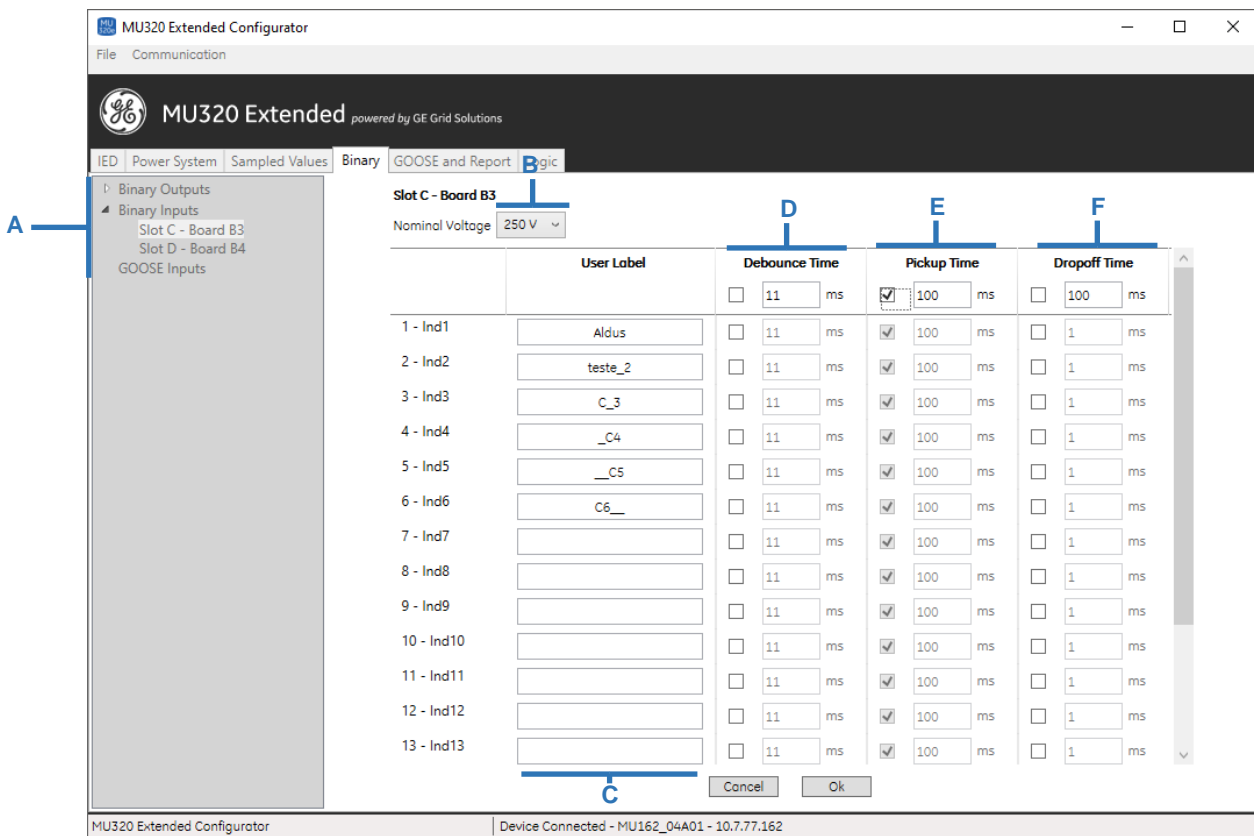 MU320 Extended Configurator
File Communication
MU320 Extended powered by GE Grid Solutions
IED Power System Sampled Values Binary GOOSE and Report Logic
B
Binary Outputs
Binary Inputs
Slot C - Board B3
Slot D - Board B4
GOOSE Inputs
A
Slot C - Board B3
Nominal Voltage 250 V
D E F
User Label Debounce Time Pickup Time Dropoff Time
11 ms 100 ms 100 ms
1 - Ind1 Aldus 11 ms 100 ms 1 ms
2 - Ind2 teste_2 11 ms 100 ms 1 ms
3 - Ind3 C_3 11 ms 100 ms 1 ms
4 - Ind4 _C4 11 ms 100 ms 1 ms
5 - Ind5 __C5 11 ms 100 ms 1 ms
6 - Ind6 C6__ 11 ms 100 ms 1 ms
7 - Ind7 11 ms 100 ms 1 ms
8 - Ind8 11 ms 100 ms 1 ms
9 - Ind9 11 ms 100 ms 1 ms
10 - Ind10 11 ms 100 ms 1 ms
11 - Ind11 11 ms 100 ms 1 ms
12 - Ind12 11 ms 100 ms 1 ms
13 - Ind13 11 ms 100 ms 1 ms
C
Cancel Ok
MU320 Extended Configurator Device Connected - MU162_04A01 - 10.7.77.162